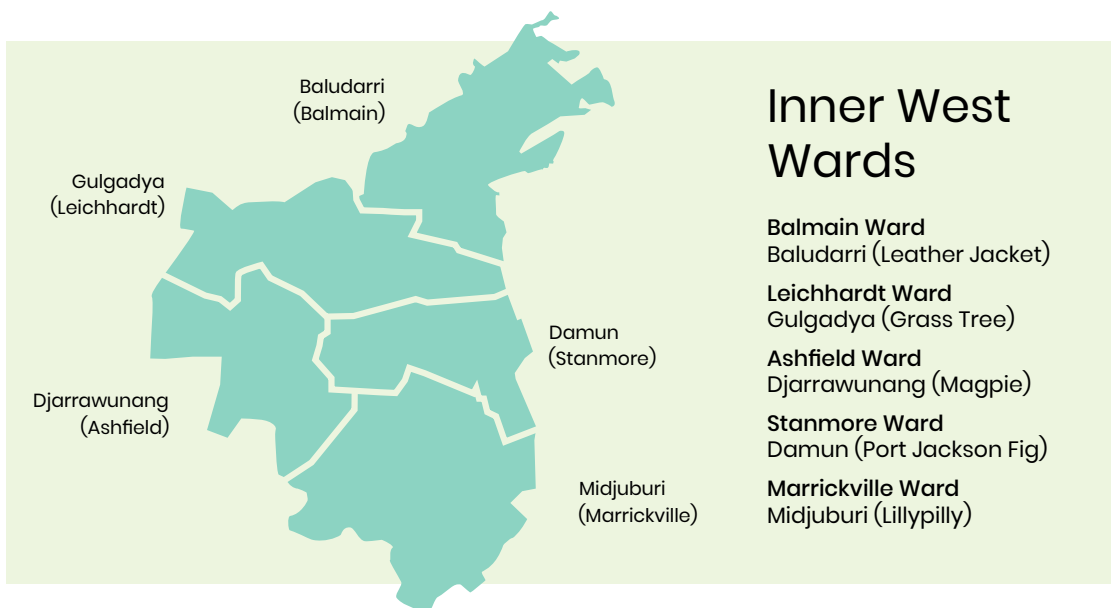 Baludarri
(Balmain)
Gulgadya
(Leichhardt)
Damun
(Stanmore)
Djarrawunang
(Ashfield)
Midjuburi
(Marrickville)
Inner West
Wards
Balmain Ward
Baludarri (Leather Jacket)
Leichhardt Ward
Gulgadya (Grass Tree)
Ashfield Ward
Djarrawunang (Magpie)
Stanmore Ward
Damun (Port Jackson Fig)
Marrickville Ward
Midjuburi (Lillypilly)